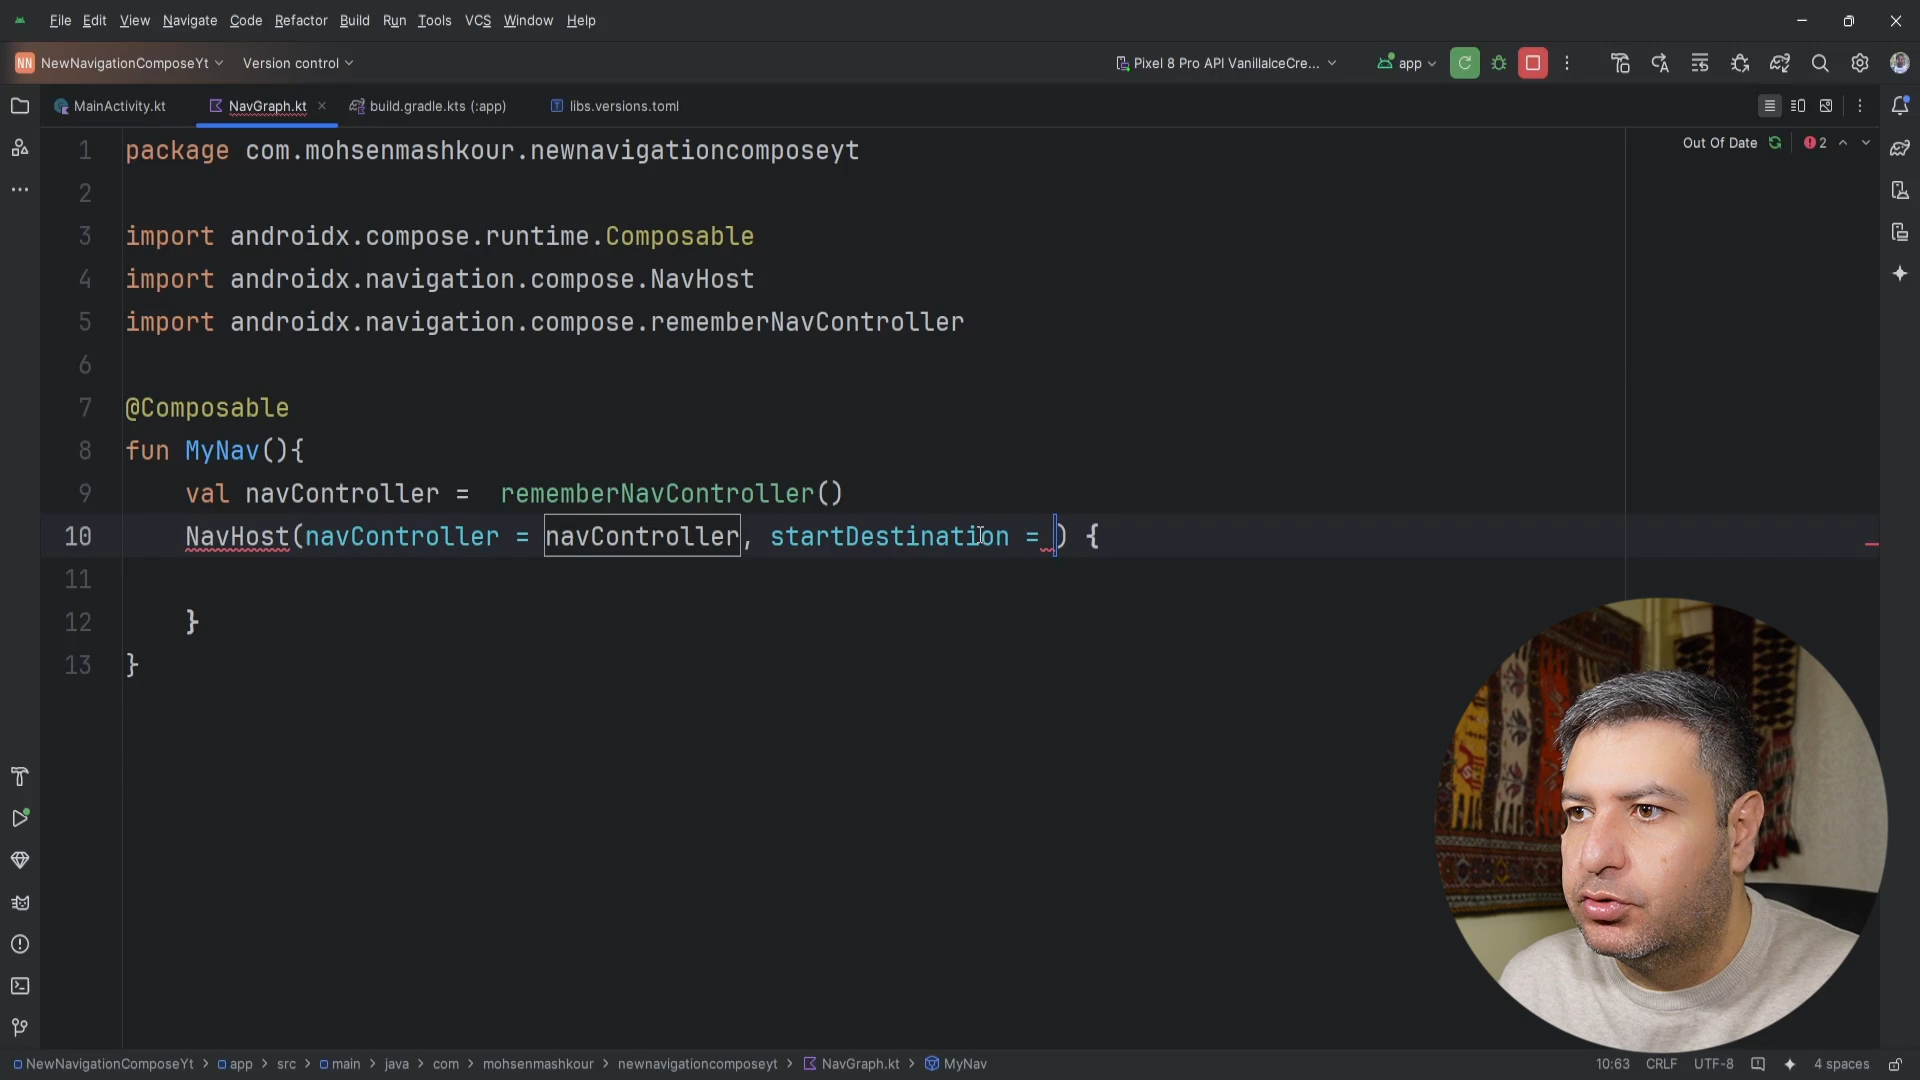 File Edit View Navigate Code Refactor Build Run Tools VCS Window Help
NN NewNavigationComposeYt Version control Pixel 8 Pro API VanillaIceCre... app
MainActivity.kt NavGraph.kt build.gradle.kts (:app) libs.versions.toml
Out Of Date 2
1 package com.mohsenmashkour.newnavigationcomposeyt
2
3 import androidx.compose.runtime.Composable
4 import androidx.navigation.compose.NavHost
5 import androidx.navigation.compose.rememberNavController
6
7 @Composable
8 fun MyNav(){
9 val navController = rememberNavController()
10 NavHost(navController = navController, startDestination = ) {
11
12 }
13 }
NewNavigationComposeYt > app > src > main > java > com > mohsenmashkour > newnavigationcomposeyt > NavGraph.kt > MyNav 10:63 CRLF UTF-8 4 spaces